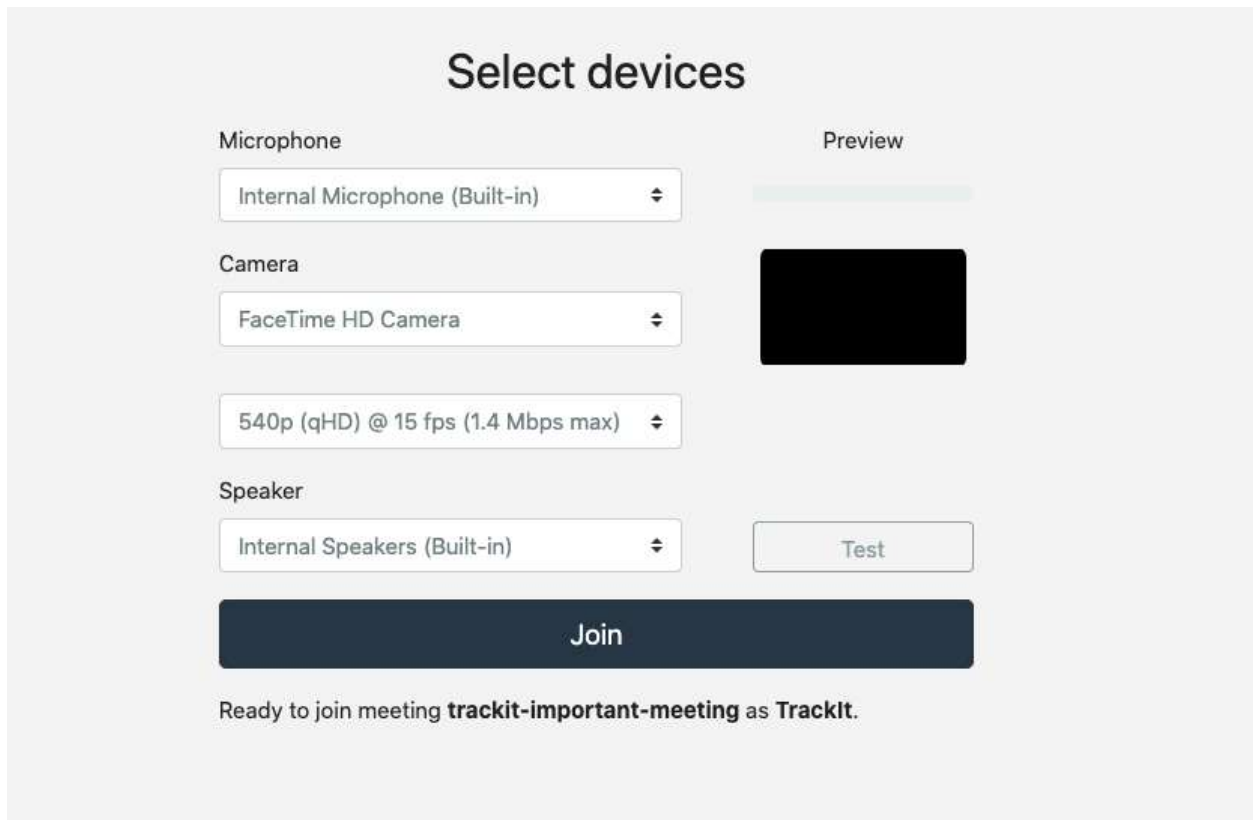 Select devices
Microphone
Preview
Internal Microphone (Built-in)
Camera
FaceTime HD Camera
540p (qHD) @ 15 fps (1.4 Mbps max)
Speaker
Internal Speakers (Built-in)
Test
Join
Ready to join meeting trackit-important-meeting as TrackIt.